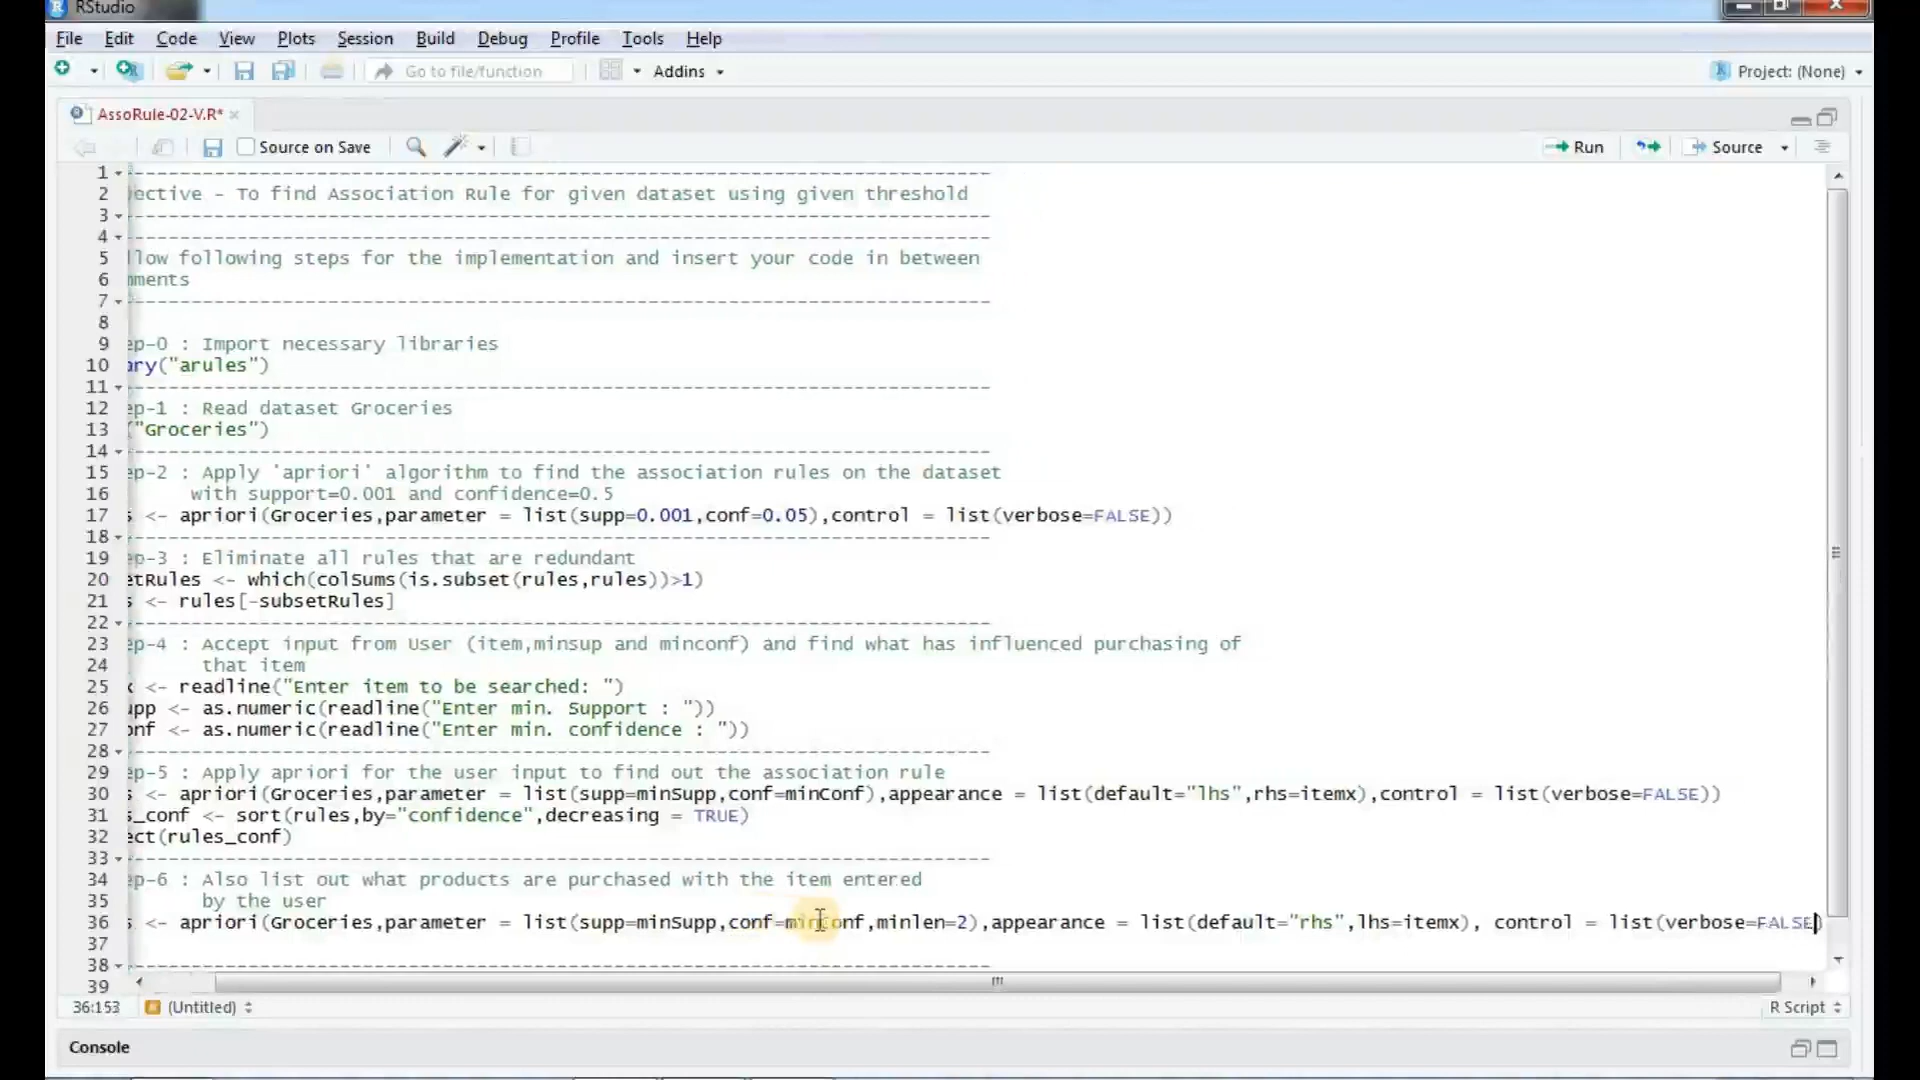 RStudio
File Edit Code View Plots Session Build Debug Profile Tools Help
Go to file/function Addins Project: (None)
AssoRule-02-V.R*
Source on Save Run Source
1 ---------------------------------------------------------------------------
2 ective - To find Association Rule for given dataset using given threshold
3 ---------------------------------------------------------------------------
4 ---------------------------------------------------------------------------
5 llow following steps for the implementation and insert your code in between
6 mments
7 ---------------------------------------------------------------------------
8
9 ep-0 : Import necessary libraries
10 ary("arules")
11 ---------------------------------------------------------------------------
12 ep-1 : Read dataset Groceries
13 ("Groceries")
14 ---------------------------------------------------------------------------
15 ep-2 : Apply 'apriori' algorithm to find the association rules on the dataset
16 with support=0.001 and confidence=0.5
17 s <- apriori(Groceries,parameter = list(supp=0.001,conf=0.05),control = list(verbose=FALSE))
18 ---------------------------------------------------------------------------
19 ep-3 : Eliminate all rules that are redundant
20 etRules <- which(colSums(is.subset(rules,rules))>1)
21 s <- rules[-subsetRules]
22 ---------------------------------------------------------------------------
23 ep-4 : Accept input from User (item,minsup and minconf) and find what has influenced purchasing of
24 that item
25 x <- readline("Enter item to be searched: ")
26 upp <- as.numeric(readline("Enter min. Support : "))
27 onf <- as.numeric(readline("Enter min. confidence : "))
28 ---------------------------------------------------------------------------
29 ep-5 : Apply apriori for the user input to find out the association rule
30 s <- apriori(Groceries,parameter = list(supp=minSupp,conf=minConf),appearance = list(default="lhs",rhs=itemx),control = list(verbose=FALSE))
31 s_conf <- sort(rules,by="confidence",decreasing = TRUE)
32 ect(rules_conf)
33 ---------------------------------------------------------------------------
34 ep-6 : Also list out what products are purchased with the item entered
35 by the user
36 s <- apriori(Groceries,parameter = list(supp=minSupp,conf=minConf,minlen=2),appearance = list(default="rhs",lhs=itemx), control = list(verbose=FALSE)
37
38 ---------------------------------------------------------------------------
39
36:153 (Untitled) R Script
Console